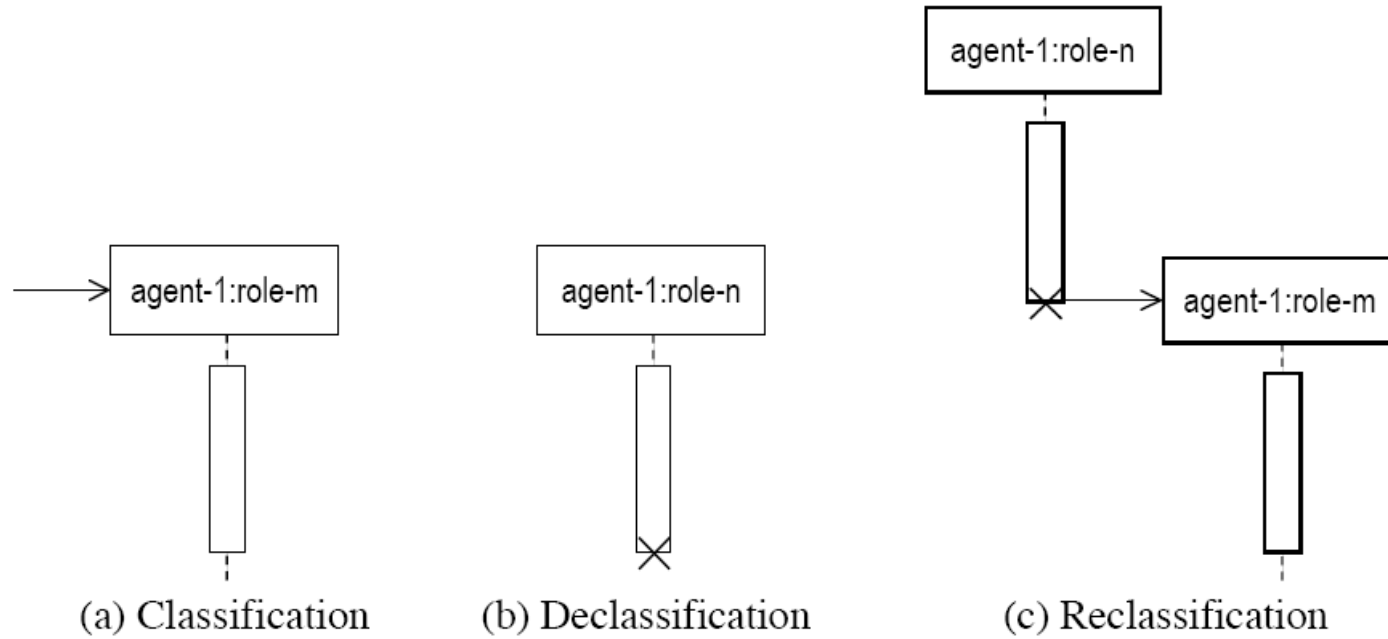 agent-1:role-n
agent-1:role-m
agent-1:role-n
agent-1:role-m
(a) Classification
(b) Declassification
(c) Reclassification